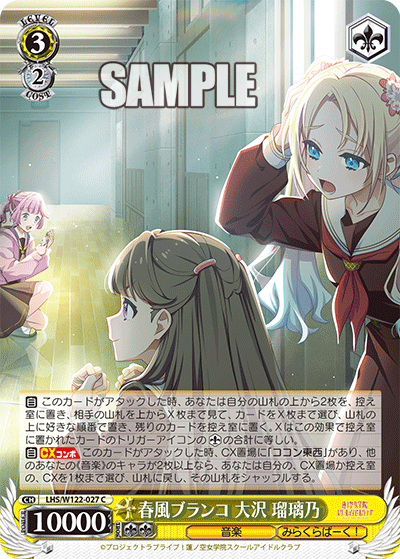 LEVEL
3
2
COST
SAMPLE
自 このカードがアタックした時、あなたは自分の山札の上から2枚を、控え
室に置き、相手の山札を上からX枚まで見て、カードをX枚まで選び、山札の
上に好きな順番で置き、残りのカードを控え室に置く。Xはこの効果で控え室
に置かれたカードのトリガーアイコンの の合計に等しい。
自 CXコンボ このカードがアタックした時、CX置場に「ココン東西」があり、他
のあなたの《音楽》のキャラが2枚以上なら、あなたは自分の控え室のCXを2
枚まで選び、山札に戻し、その山札をシャッフルする。
CH LHS/W122-027 C
10000
春風ブランコ 大沢 瑠璃乃
音楽 みらくらぱーく！
©プロジェクトラブライブ！蓮ノ空女学院スクールアイドルクラブ